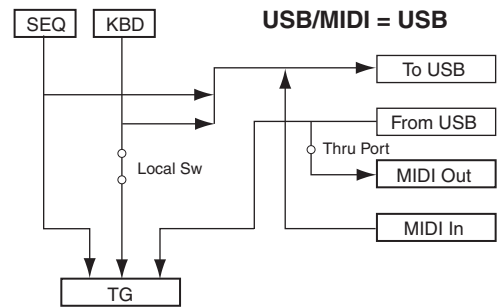 SEQ KBD USB/MIDI = USB
To USB
From USB
Thru Port
Local Sw
MIDI Out
MIDI In
TG